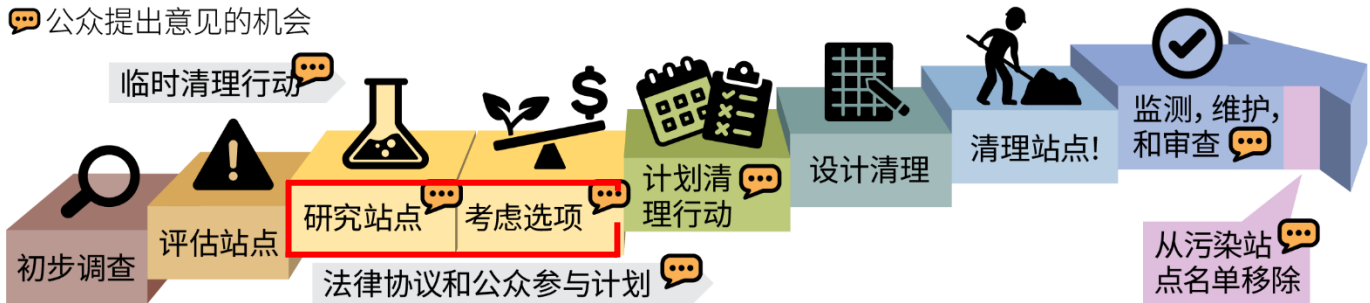 公众提出意见的机会
临时清理行动
初步调查
评估站点
研究站点
考虑选项
法律协议和公众参与计划
计划清
理行动
设计清理
清理站点!
监测, 维护,
和审查
从污染站
点名单移除